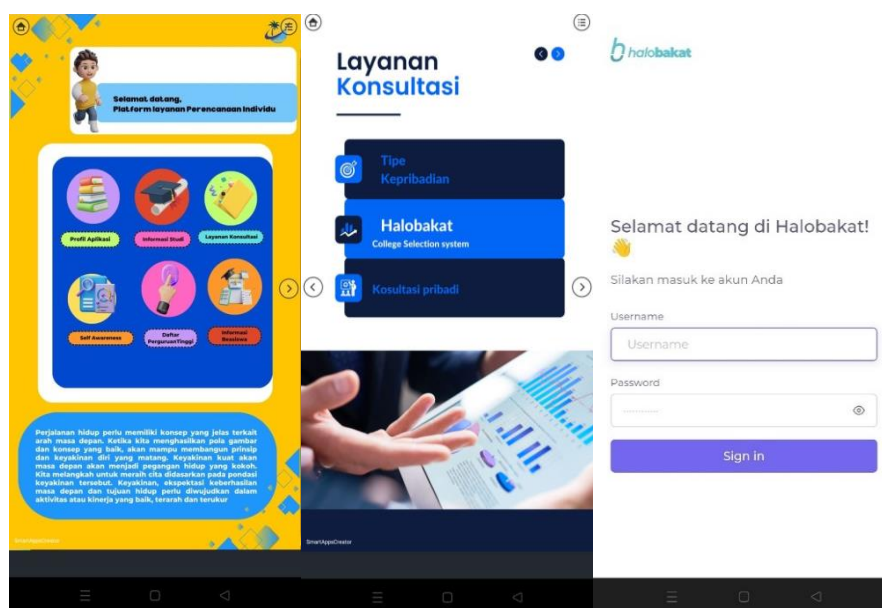 Selamat datang,
Platform layanan Perencanaan Individu
Profil Aplikasi
Informasi Studi
Layanan Konsultasi
Self Awareness
Daftar
PerguruanTinggi
Informasi
Beasiswa
Perjalanan hidup perlu memiliki konsep yang jelas terkait
arah masa depan. Ketika kita menghasilkan pola gambar
dan konsep yang baik, akan mampu membangun prinsip
dan keyakinan diri yang matang. Keyakinan kuat akan
masa depan akan menjadi pegangan hidup yang kokoh.
Kita melangkah untuk meraih cita didasarkan pada pondasi
keyakinan tersebut. Keyakinan, ekspektasi keberhasilan
masa depan dan tujuan hidup perlu diwujudkan dalam
aktivitas atau kinerja yang baik, terarah dan terukur
SmartAppsCreator
Layanan
Konsultasi
Tipe
Kepribadian
Halobakat
College Selection system
Kosultasi pribadi
SmartAppsCreator
halobakat
Selamat datang di Halobakat!
👋
Silakan masuk ke akun Anda
Username
Username
Password
Sign in